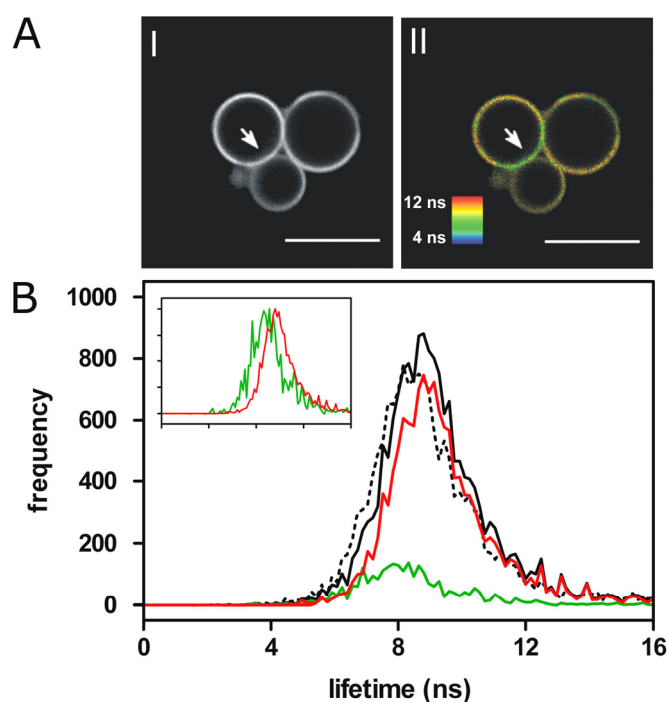 A
I
II
12 ns
4 ns
B
1000
800
600
400
200
0
0 4 8 12 16
frequency
lifetime (ns)